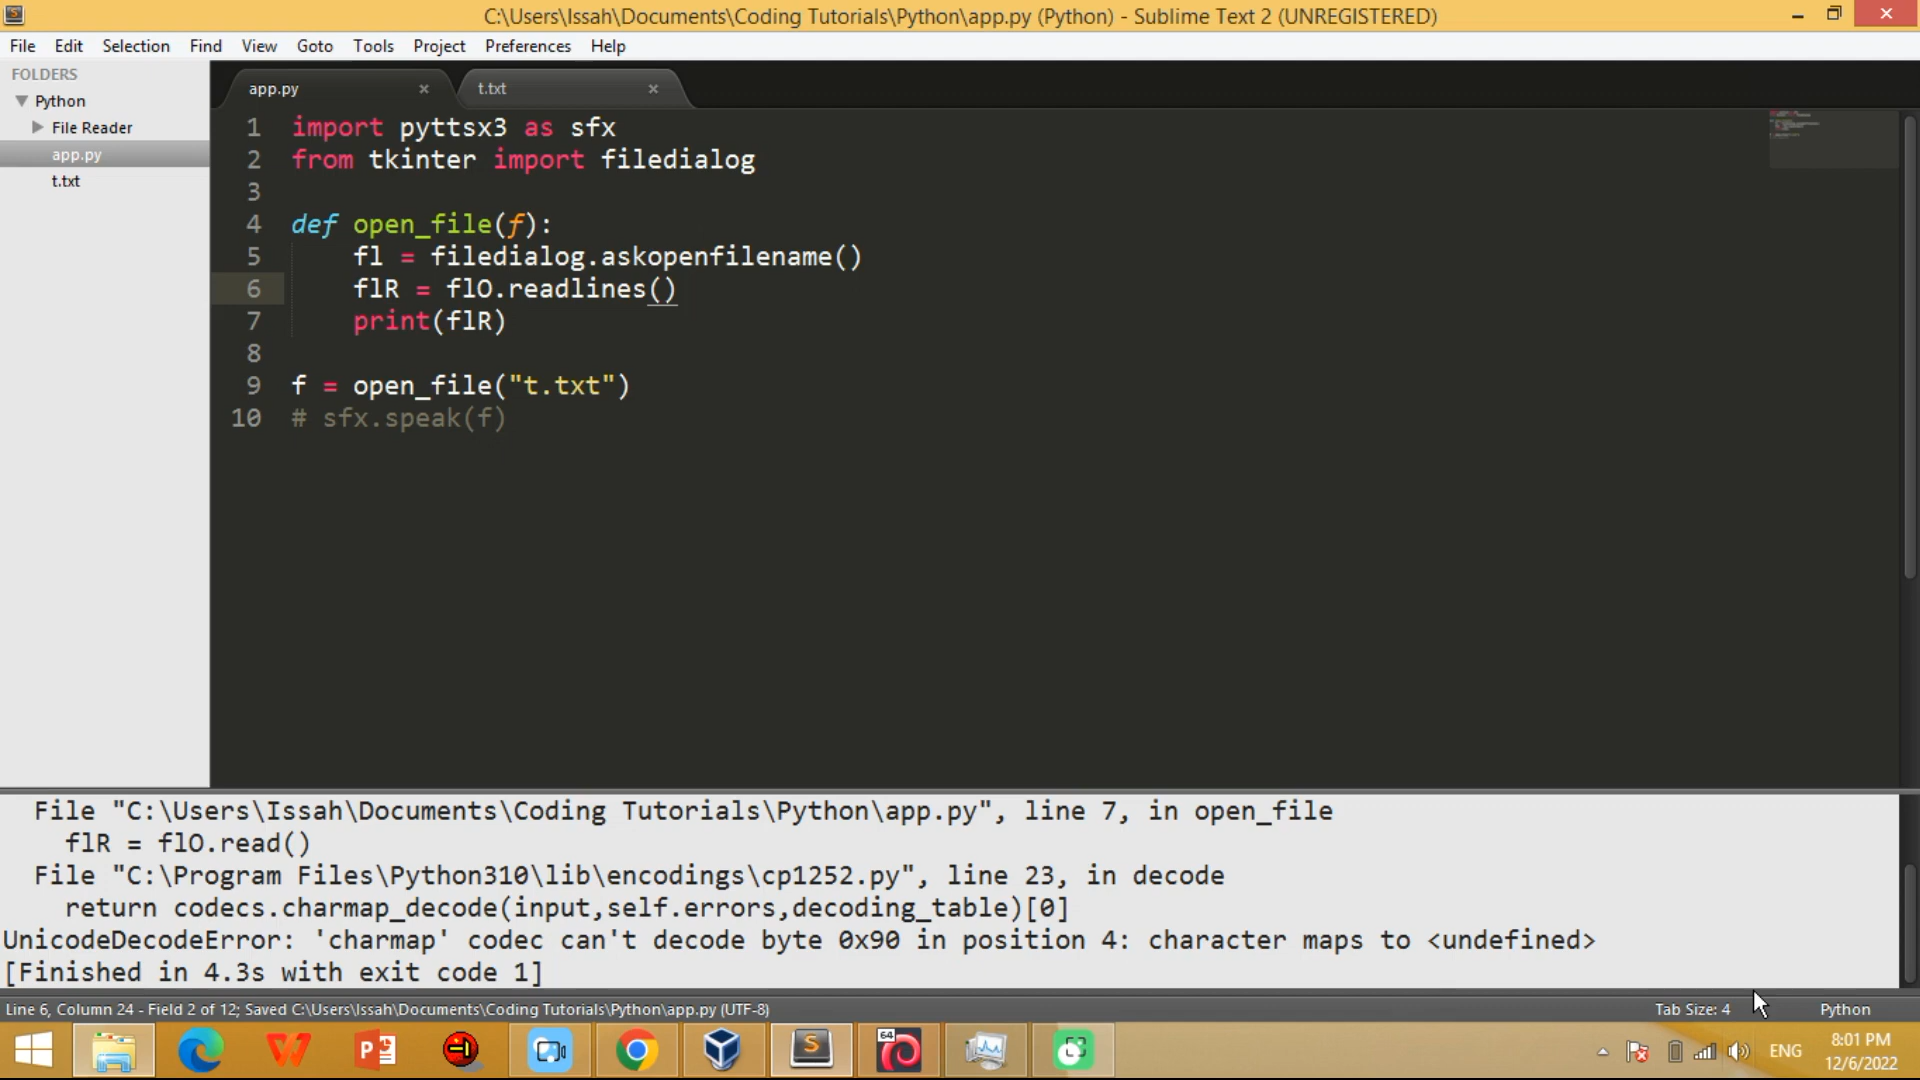 C:\Users\Issah\Documents\Coding Tutorials\Python\app.py (Python) - Sublime Text 2 (UNREGISTERED)
File Edit Selection Find View Goto Tools Project Preferences Help
FOLDERS
Python
File Reader
app.py
t.txt
app.py
t.txt
1 import pyttsx3 as sfx
2 from tkinter import filedialog
3
4 def open_file(f):
5 fl = filedialog.askopenfilename()
6 flR = flO.readlines()
7 print(flR)
8
9 f = open_file("t.txt")
10 # sfx.speak(f)
File "C:\Users\Issah\Documents\Coding Tutorials\Python\app.py", line 7, in open_file
flR = flO.read()
File "C:\Program Files\Python310\lib\encodings\cp1252.py", line 23, in decode
return codecs.charmap_decode(input,self.errors,decoding_table)[0]
UnicodeDecodeError: 'charmap' codec can't decode byte 0x90 in position 4: character maps to <undefined>
[Finished in 4.3s with exit code 1]
Line 6, Column 24 - Field 2 of 12; Saved C:\Users\Issah\Documents\Coding Tutorials\Python\app.py (UTF-8)
Tab Size: 4
Python
64
ENG
8:01 PM
12/6/2022